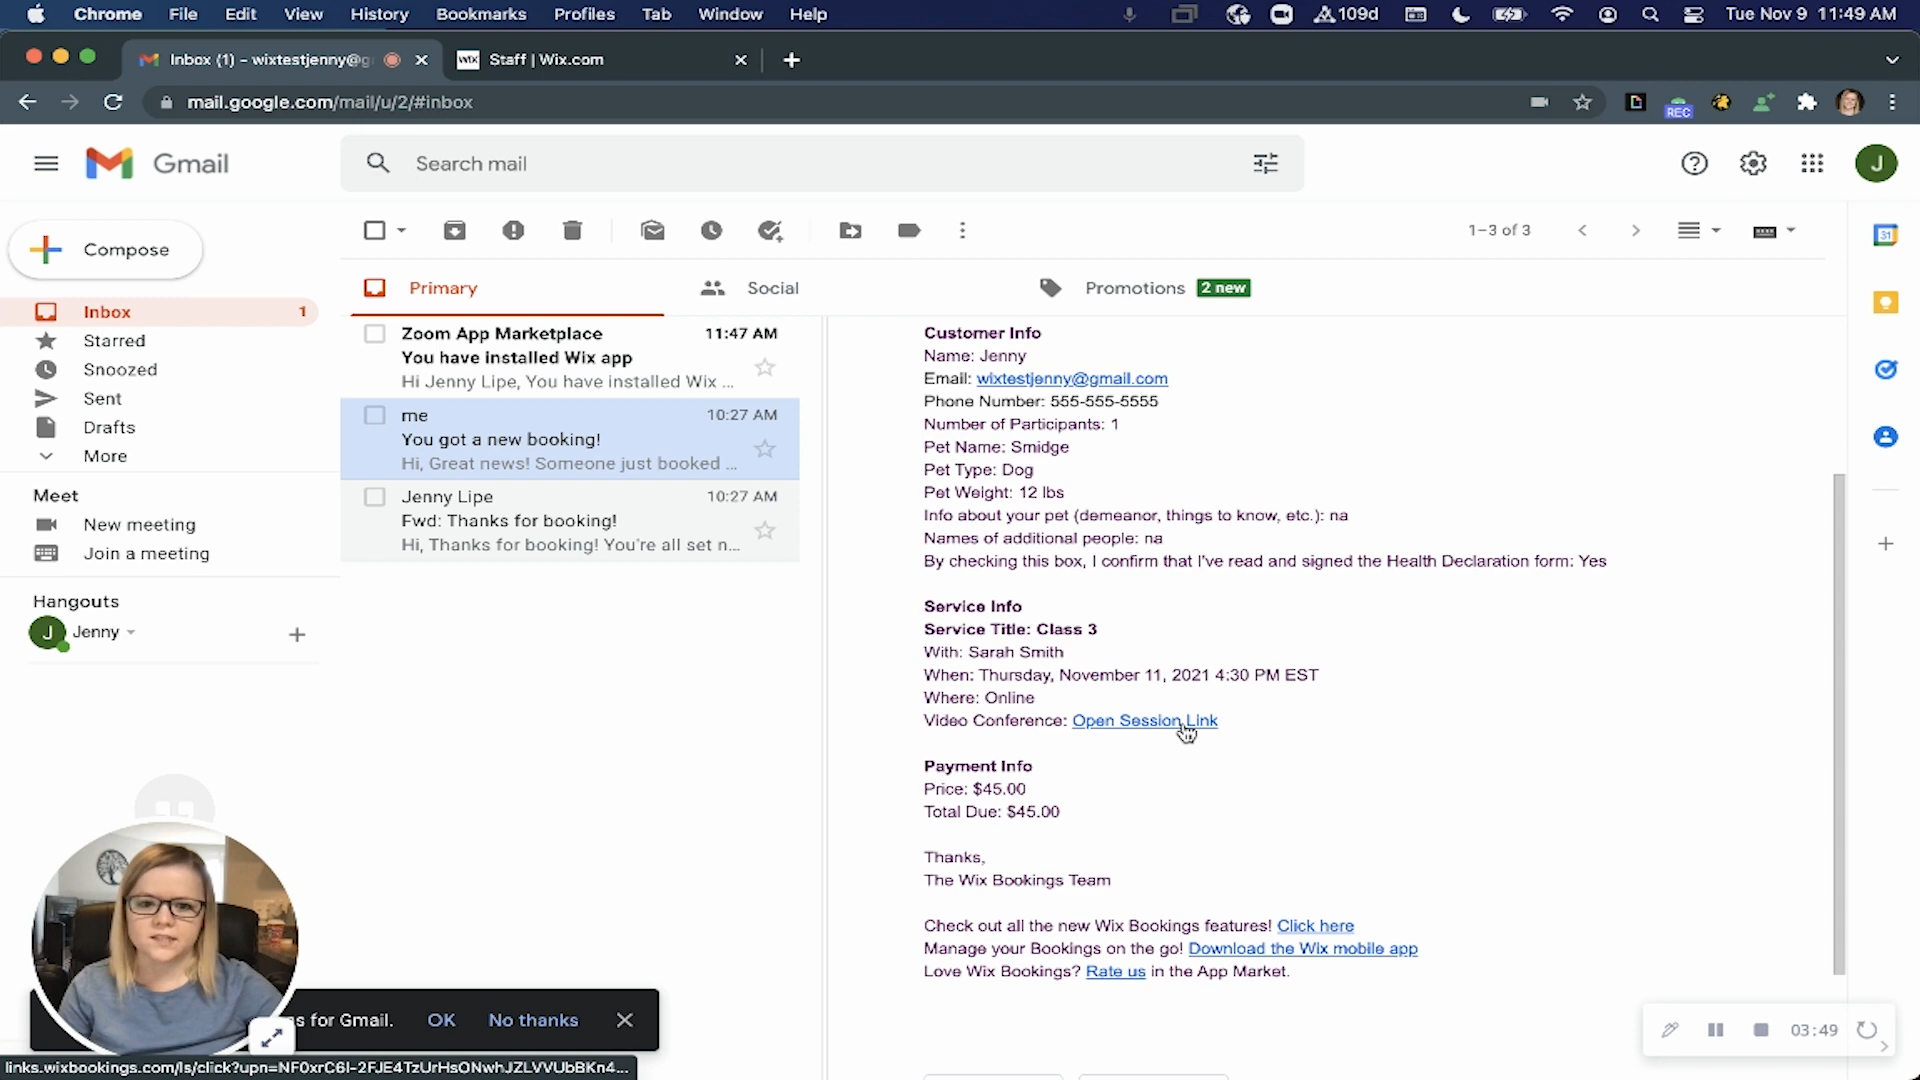 Chrome File Edit View History Bookmarks Profiles Tab Window Help 109d Tue Nov 9 11:49 AM
Inbox (1) – wixtestjenny@g
WIX Staff | Wix.com
mail.google.com/mail/u/2/#inbox
REC
Gmail
Search mail
J
Compose
1–3 of 3
31
Primary
Social
Promotions 2 new
Inbox 1
Starred
Snoozed
Sent
Drafts
More
Meet
New meeting
Join a meeting
Hangouts
J Jenny
Zoom App Marketplace 11:47 AM
You have installed Wix app
Hi Jenny Lipe, You have installed Wix ...
me 10:27 AM
You got a new booking!
Hi, Great news! Someone just booked ...
Jenny Lipe 10:27 AM
Fwd: Thanks for booking!
Hi, Thanks for booking! You're all set n...
Customer Info
Name: Jenny
Email: wixtestjenny@gmail.com
Phone Number: 555-555-5555
Number of Participants: 1
Pet Name: Smidge
Pet Type: Dog
Pet Weight: 12 lbs
Info about your pet (demeanor, things to know, etc.): na
Names of additional people: na
By checking this box, I confirm that I've read and signed the Health Declaration form: Yes
Service Info
Service Title: Class 3
With: Sarah Smith
When: Thursday, November 11, 2021 4:30 PM EST
Where: Online
Video Conference: Open Session Link
Payment Info
Price: $45.00
Total Due: $45.00
Thanks,
The Wix Bookings Team
Check out all the new Wix Bookings features! Click here
Manage your Bookings on the go! Download the Wix mobile app
Love Wix Bookings? Rate us in the App Market.
for Gmail. OK No thanks
03:49
links.wixbookings.com/ls/click?upn=